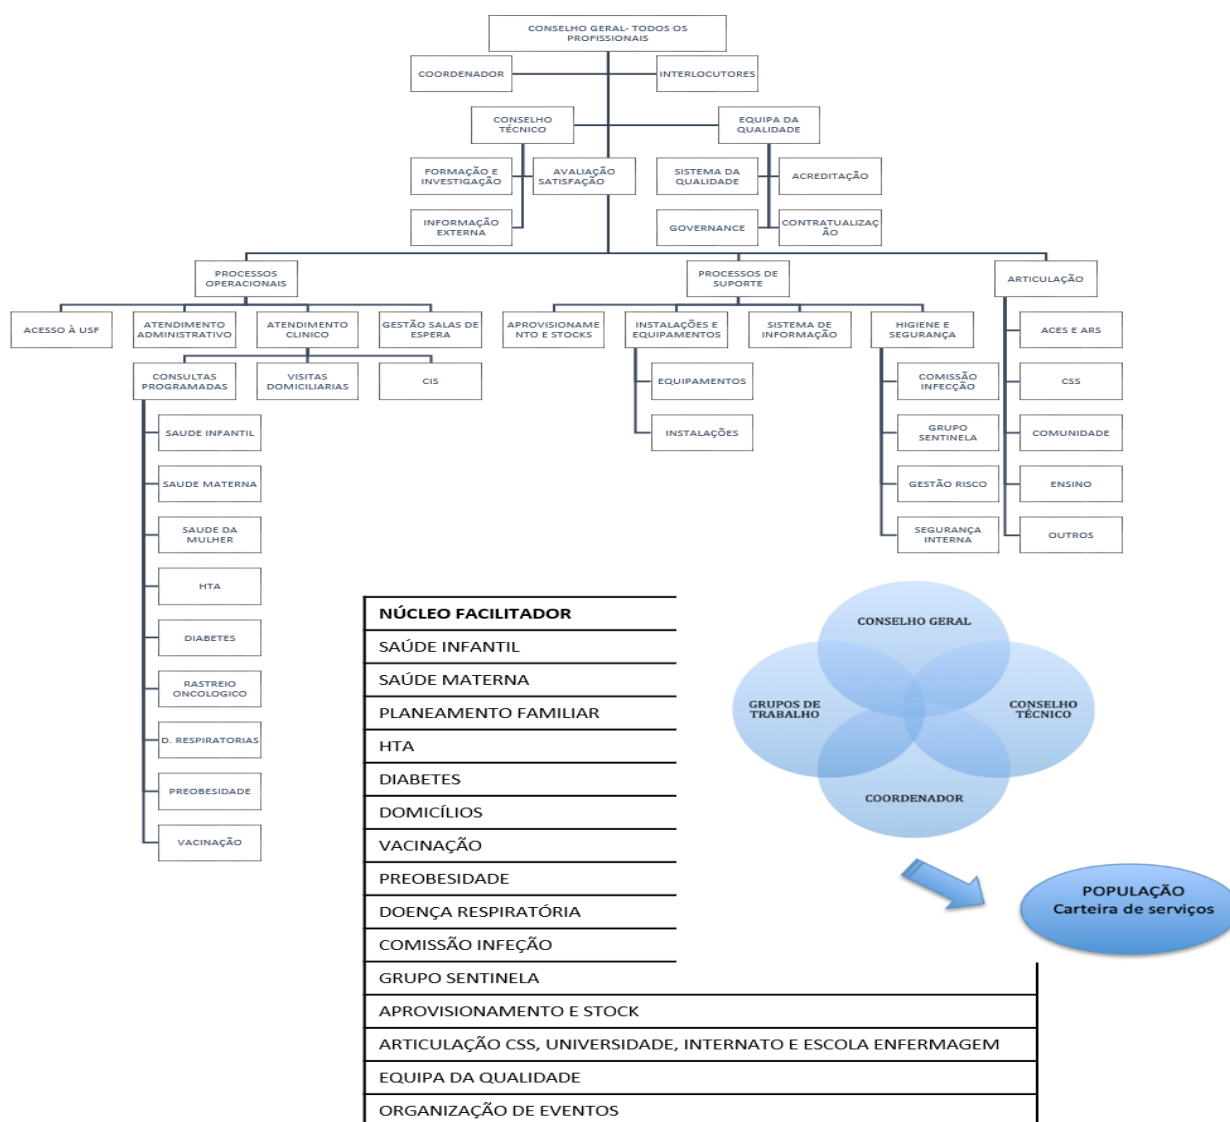 CONSELHO GERAL- TODOS OS
PROFISSIONAIS
COORDENADOR
INTERLOCUTORES
CONSELHO
TÉCNICO
EQUIPA DA
QUALIDADE
FORMAÇÃO E
INVESTIGAÇÃO
AVALIAÇÃO
SATISFAÇÃO
SISTEMA DA
QUALIDADE
ACREDITAÇÃO
INFORMAÇÃO
EXTERNA
GOVERNANCE
CONTRATUALIZAÇ
ÃO
PROCESSOS
OPERACIONAIS
PROCESSOS DE
SUPORTE
ARTICULAÇÃO
ACESSO À USF
ATENDIMENTO
ADMINISTRATIVO
ATENDIMENTO
CLINICO
GESTÃO SALAS DE
ESPERA
APROVISIONAME
NTO E STOCKS
INSTALAÇÕES E
EQUIPAMENTOS
SISTEMA DE
INFORMAÇÃO
HIGIENE E
SEGURANÇA
ACES E ARS
CONSULTAS
PROGRAMADAS
VISITAS
DOMICILIARIAS
CIS
EQUIPAMENTOS
COMISSÃO
INFECÇÃO
CSS
SAUDE INFANTIL
INSTALAÇÕES
GRUPO
SENTINELA
COMUNIDADE
SAUDE MATERNA
GESTÃO RISCO
ENSINO
SAUDE DA
MULHER
SEGURANÇA
INTERNA
OUTROS
HTA
DIABETES
RASTREIO
ONCOLOGICO
D. RESPIRATORIAS
PREOBESIDADE
VACINAÇÃO
NÚCLEO FACILITADOR
SAÚDE INFANTIL
SAÚDE MATERNA
PLANEAMENTO FAMILIAR
HTA
DIABETES
DOMICÍLIOS
VACINAÇÃO
PREOBESIDADE
DOENÇA RESPIRATÓRIA
COMISSÃO INFEÇÃO
GRUPO SENTINELA
APROVISIONAMENTO E STOCK
ARTICULAÇÃO CSS, UNIVERSIDADE, INTERNATO E ESCOLA ENFERMAGEM
EQUIPA DA QUALIDADE
ORGANIZAÇÃO DE EVENTOS
CONSELHO GERAL
GRUPOS DE
TRABALHO
CONSELHO
TÉCNICO
COORDENADOR
POPULAÇÃO
Carteira de serviços